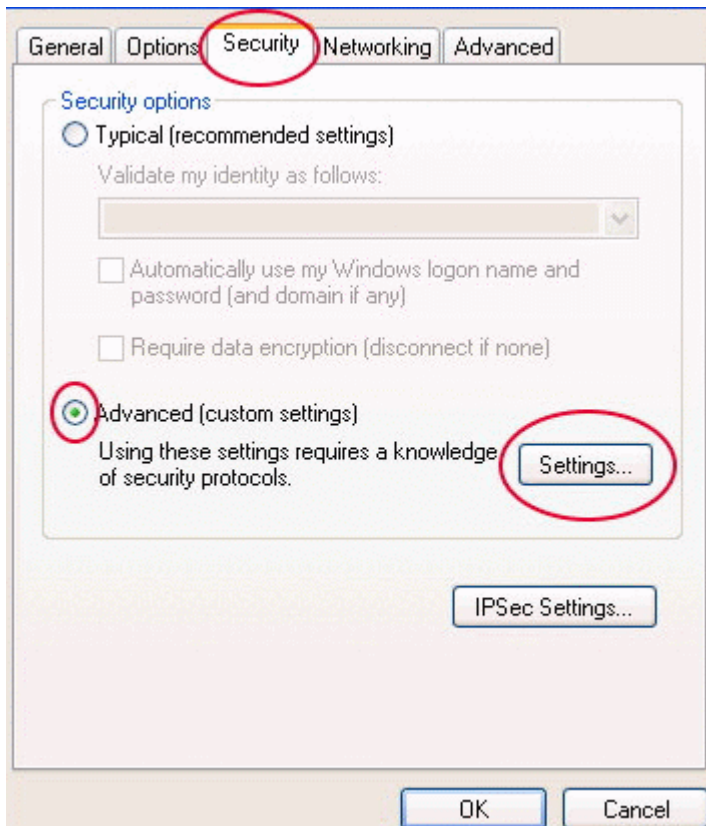 General Options Security Networking Advanced
Security options
Typical (recommended settings)
Validate my identity as follows:
Automatically use my Windows logon name and
password (and domain if any)
Require data encryption (disconnect if none)
Advanced (custom settings)
Using these settings requires a knowledge
of security protocols.
Settings...
IPSec Settings...
OK Cancel